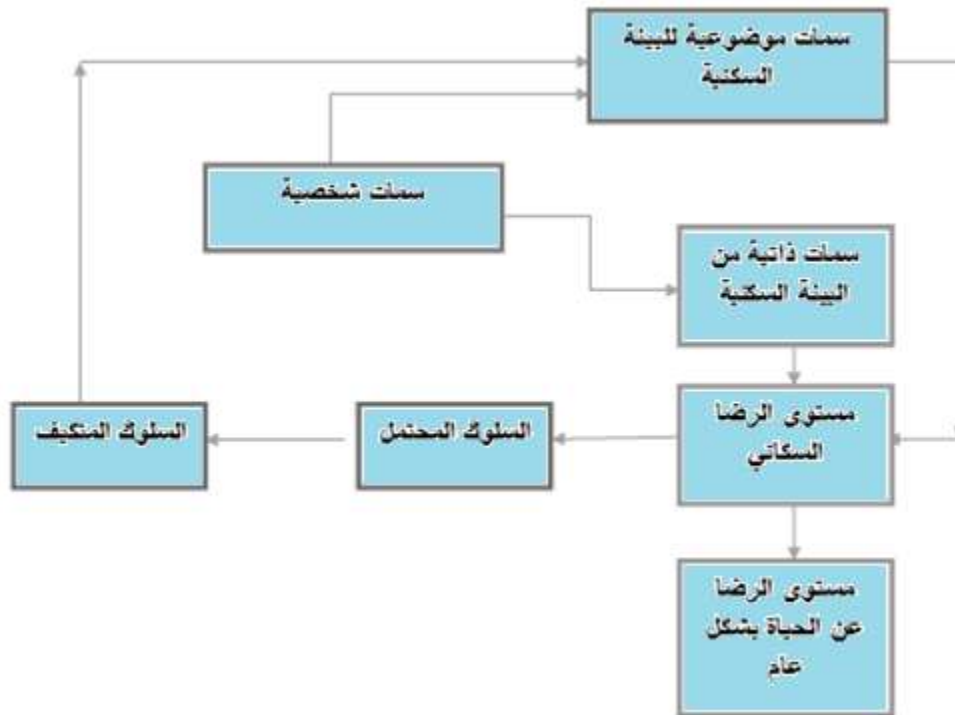 سمات موضوعية للبيئة
السكنية
سمات شخصية
سمات ذاتية من
البيئة السكنية
مستوى الرضا
السكاني
السلوك المحتمل
السلوك المتكيف
مستوى الرضا
عن الحياة بشكل
عام